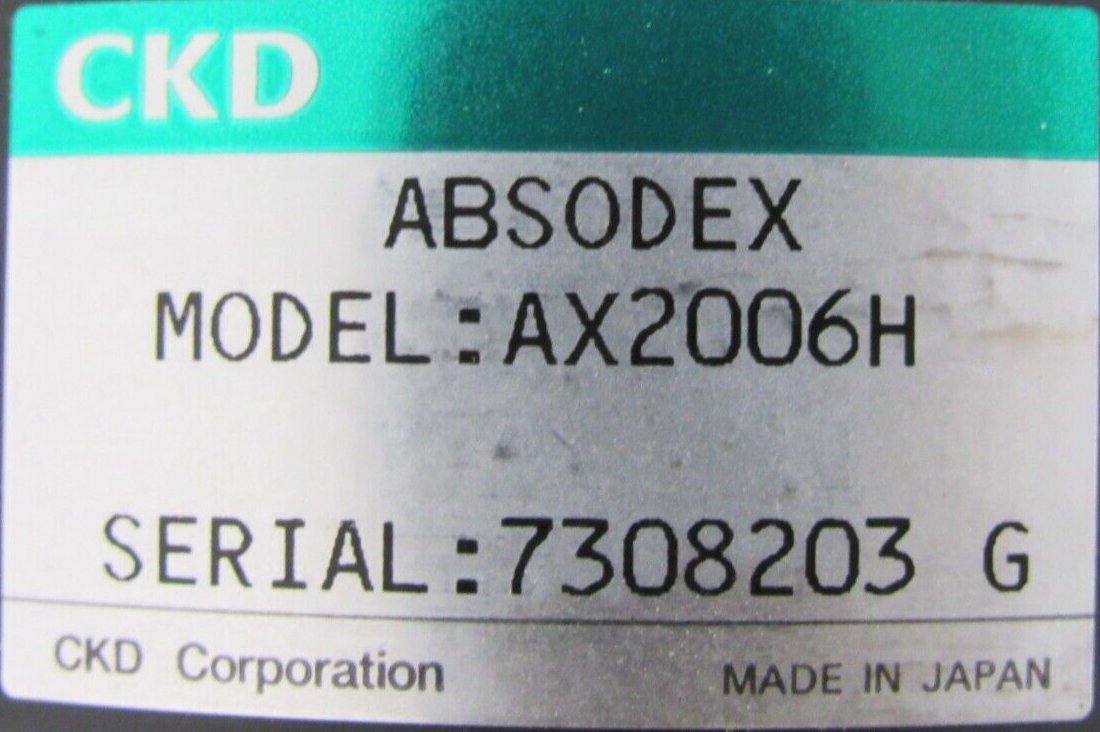 CKD
ABSODEX
MODEL:AX2006H
SERIAL:7308203 G
CKD Corporation
MADE IN JAPAN